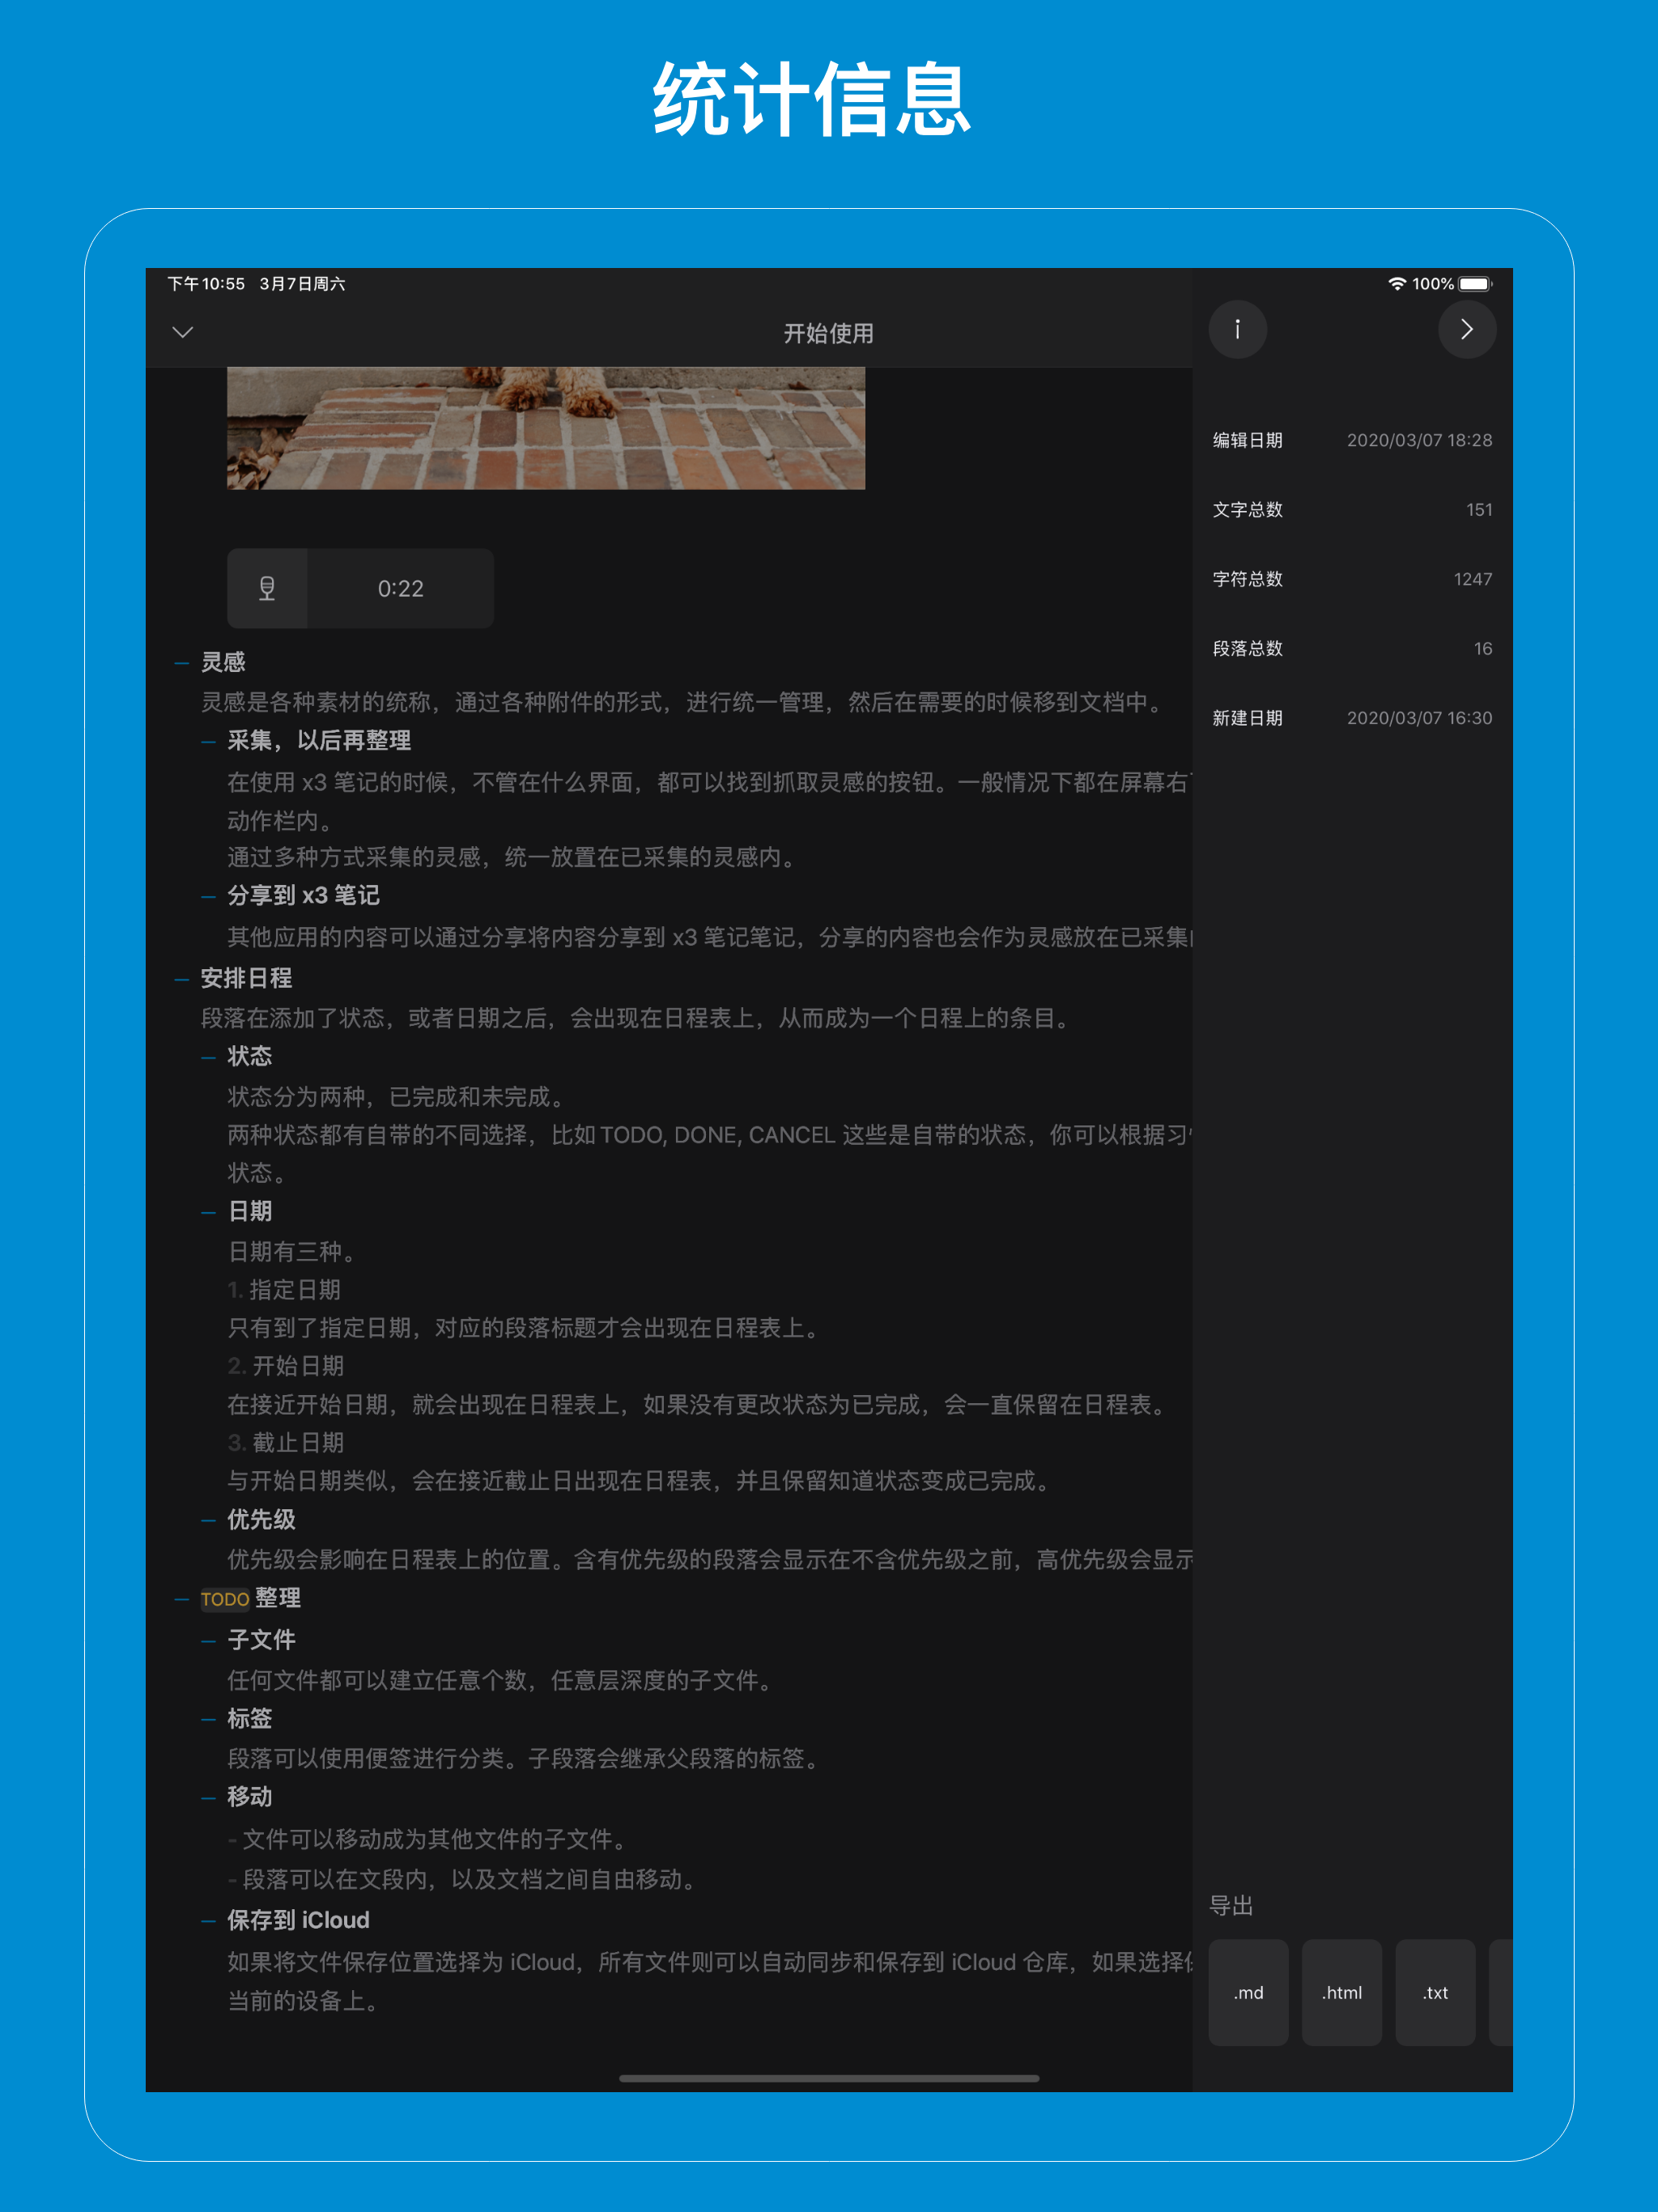 统计信息
下午10:55 3月7日周六
100%
开始使用
i
编辑日期 2020/03/07 18:28
文字总数 151
字符总数 1247
段落总数 16
新建日期 2020/03/07 16:30
0:22
灵感
灵感是各种素材的统称，通过各种附件的形式，进行统一管理，然后在需要的时候移到文档中。
采集，以后再整理
在使用 x3 笔记的时候，不管在什么界面，都可以找到抓取灵感的按钮。一般情况下都在屏幕右
动作栏内。
通过多种方式采集的灵感，统一放置在已采集的灵感内。
分享到 x3 笔记
其他应用的内容可以通过分享将内容分享到 x3 笔记笔记，分享的内容也会作为灵感放在已采集
安排日程
段落在添加了状态，或者日期之后，会出现在日程表上，从而成为一个日程上的条目。
状态
状态分为两种，已完成和未完成。
两种状态都有自带的不同选择，比如 TODO, DONE, CANCEL 这些是自带的状态，你可以根据习
状态。
日期
日期有三种。
1. 指定日期
只有到了指定日期，对应的段落标题才会出现在日程表上。
2. 开始日期
在接近开始日期，就会出现在日程表上，如果没有更改状态为已完成，会一直保留在日程表。
3. 截止日期
与开始日期类似，会在接近截止日出现在日程表，并且保留知道状态变成已完成。
优先级
优先级会影响在日程表上的位置。含有优先级的段落会显示在不含优先级之前，高优先级会显示
TODO 整理
子文件
任何文件都可以建立任意个数，任意层深度的子文件。
标签
段落可以使用便签进行分类。子段落会继承父段落的标签。
移动
- 文件可以移动成为其他文件的子文件。
- 段落可以在文段内，以及文档之间自由移动。
保存到 iCloud
如果将文件保存位置选择为 iCloud，所有文件则可以自动同步和保存到 iCloud 仓库，如果选择
当前的设备上。
导出
.md .html .txt